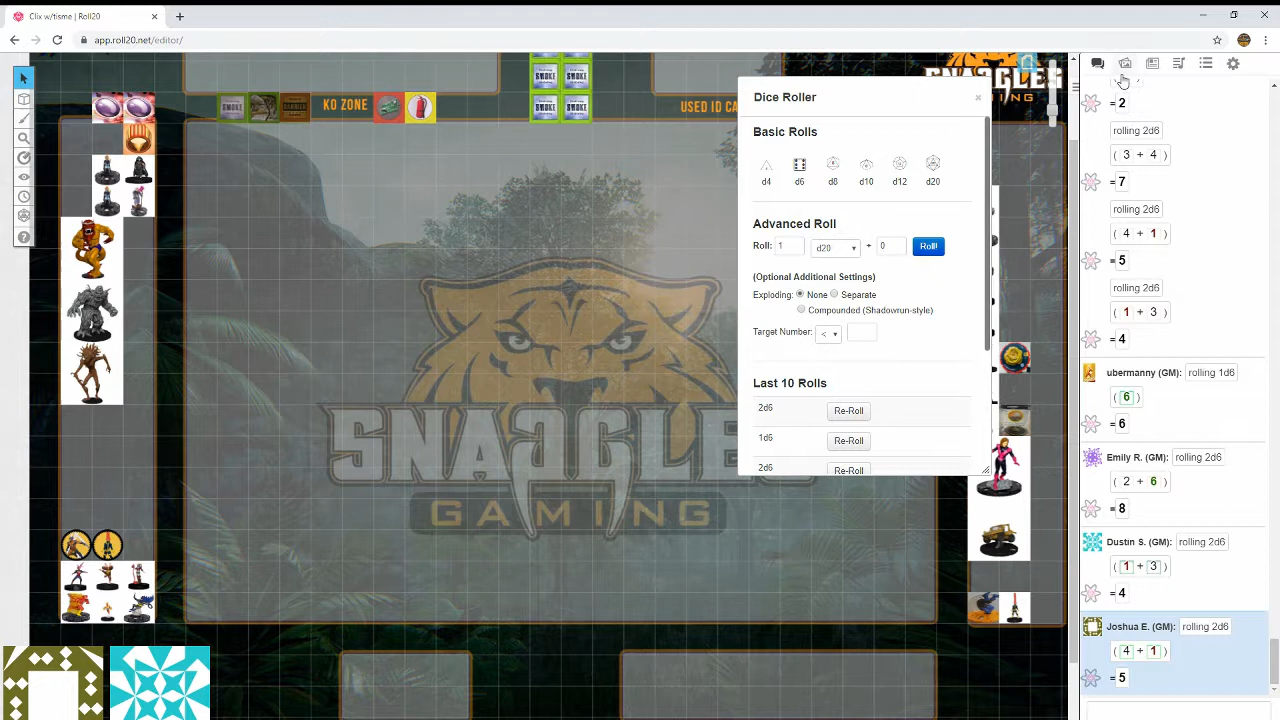 Clix w/tisme | Roll20
app.roll20.net/editor/
SMOKE SMOKE
SMOKE SMOKE
SMOKE
KO ZONE
USED ID CA
SNAGGLES
GAMING
Dice Roller
Basic Rolls
d4 d6 d8 d10 d12 d20
Advanced Roll
Roll: 1 d20 + 0 Roll!
(Optional Additional Settings)
Exploding: None Separate
Compounded (Shadowrun-style)
Target Number: <
Last 10 Rolls
2d6 Re-Roll
1d6 Re-Roll
2d6 Re-Roll
= 2
rolling 2d6
( 3 + 4 )
= 7
rolling 2d6
( 4 + 1 )
= 5
rolling 2d6
( 1 + 3 )
= 4
ubermanny (GM): rolling 1d6
( 6 )
= 6
Emily R. (GM): rolling 2d6
( 2 + 6 )
= 8
Dustin S. (GM): rolling 2d6
( 1 + 3 )
= 4
Joshua E. (GM): rolling 2d6
( 4 + 1 )
= 5